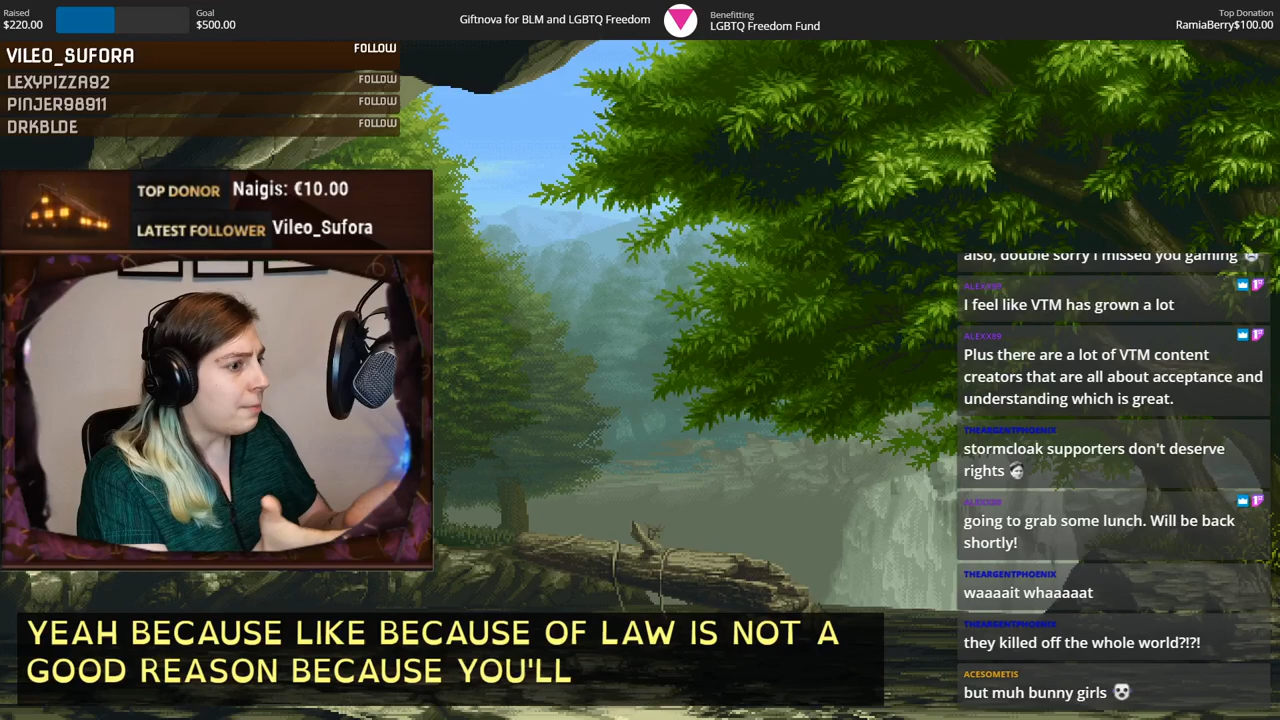 Raised
$220.00
Goal
$500.00
Giftnova for BLM and LGBTQ Freedom
Benefitting
LGBTQ Freedom Fund
Top Donation
RamiaBerry$100.00
VILEO_SUFORA FOLLOW
LEXYPIZZA92 FOLLOW
PINJER98911 FOLLOW
DRKBLDE FOLLOW
TOP DONOR Naigis: €10.00
LATEST FOLLOWER Vileo_Sufora
also, double sorry I missed you gaming
ALEXX89
I feel like VTM has grown a lot
ALEXX89
Plus there are a lot of VTM content
creators that are all about acceptance and
understanding which is great.
THEARGENTPHOENIX
stormcloak supporters don't deserve
rights
ALEXX89
going to grab some lunch. Will be back
shortly!
THEARGENTPHOENIX
waaaait whaaaaat
THEARGENTPHOENIX
they killed off the whole world?!?!
ACESOMETIS
but muh bunny girls
YEAH BECAUSE LIKE BECAUSE OF LAW IS NOT A
GOOD REASON BECAUSE YOU'LL